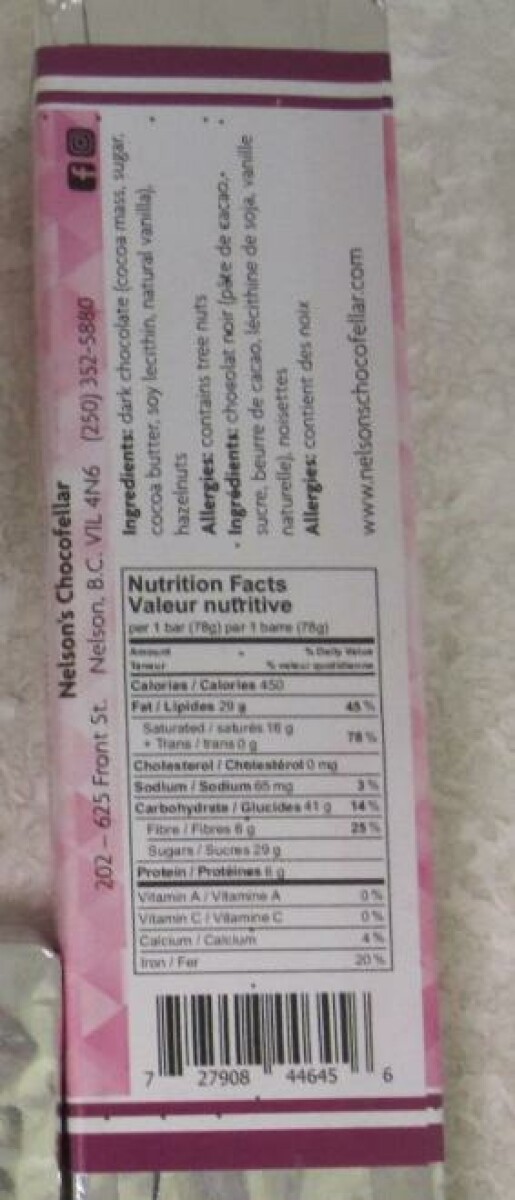 Nelson's Chocofellar
202 – 625 Front St. Nelson, B.C. V1L 4N6 (250) 352-5880
Ingredients: dark chocolate (cocoa mass, sugar,
cocoa butter, soy lecithin, natural vanilla),
hazelnuts
Allergies: contains tree nuts
Ingrédients: chocolat noir (pâte de cacao,
sucre, beurre de cacao, lécithine de soja, vanille
naturelle), noisettes
Allergies: contient des noix
www.nelsonschocofellar.com
Nutrition Facts
Valeur nutritive
per 1 bar (78g) par 1 barre (78g)
Amount % Daily Value
Teneur % valeur quotidienne
Calories / Calories 450
Fat / Lipides 29 g 45 %
Saturated / saturés 16 g
+ Trans / trans 0 g 78 %
Cholesterol / Cholestérol 0 mg
Sodium / Sodium 65 mg 3 %
Carbohydrate / Glucides 41 g 14 %
Fibre / Fibres 6 g 25 %
Sugars / Sucres 29 g
Protein / Protéines 6 g
Vitamin A / Vitamine A 0 %
Vitamin C / Vitamine C 0 %
Calcium / Calcium 4 %
Iron / Fer 20 %
7 27908 44645 6